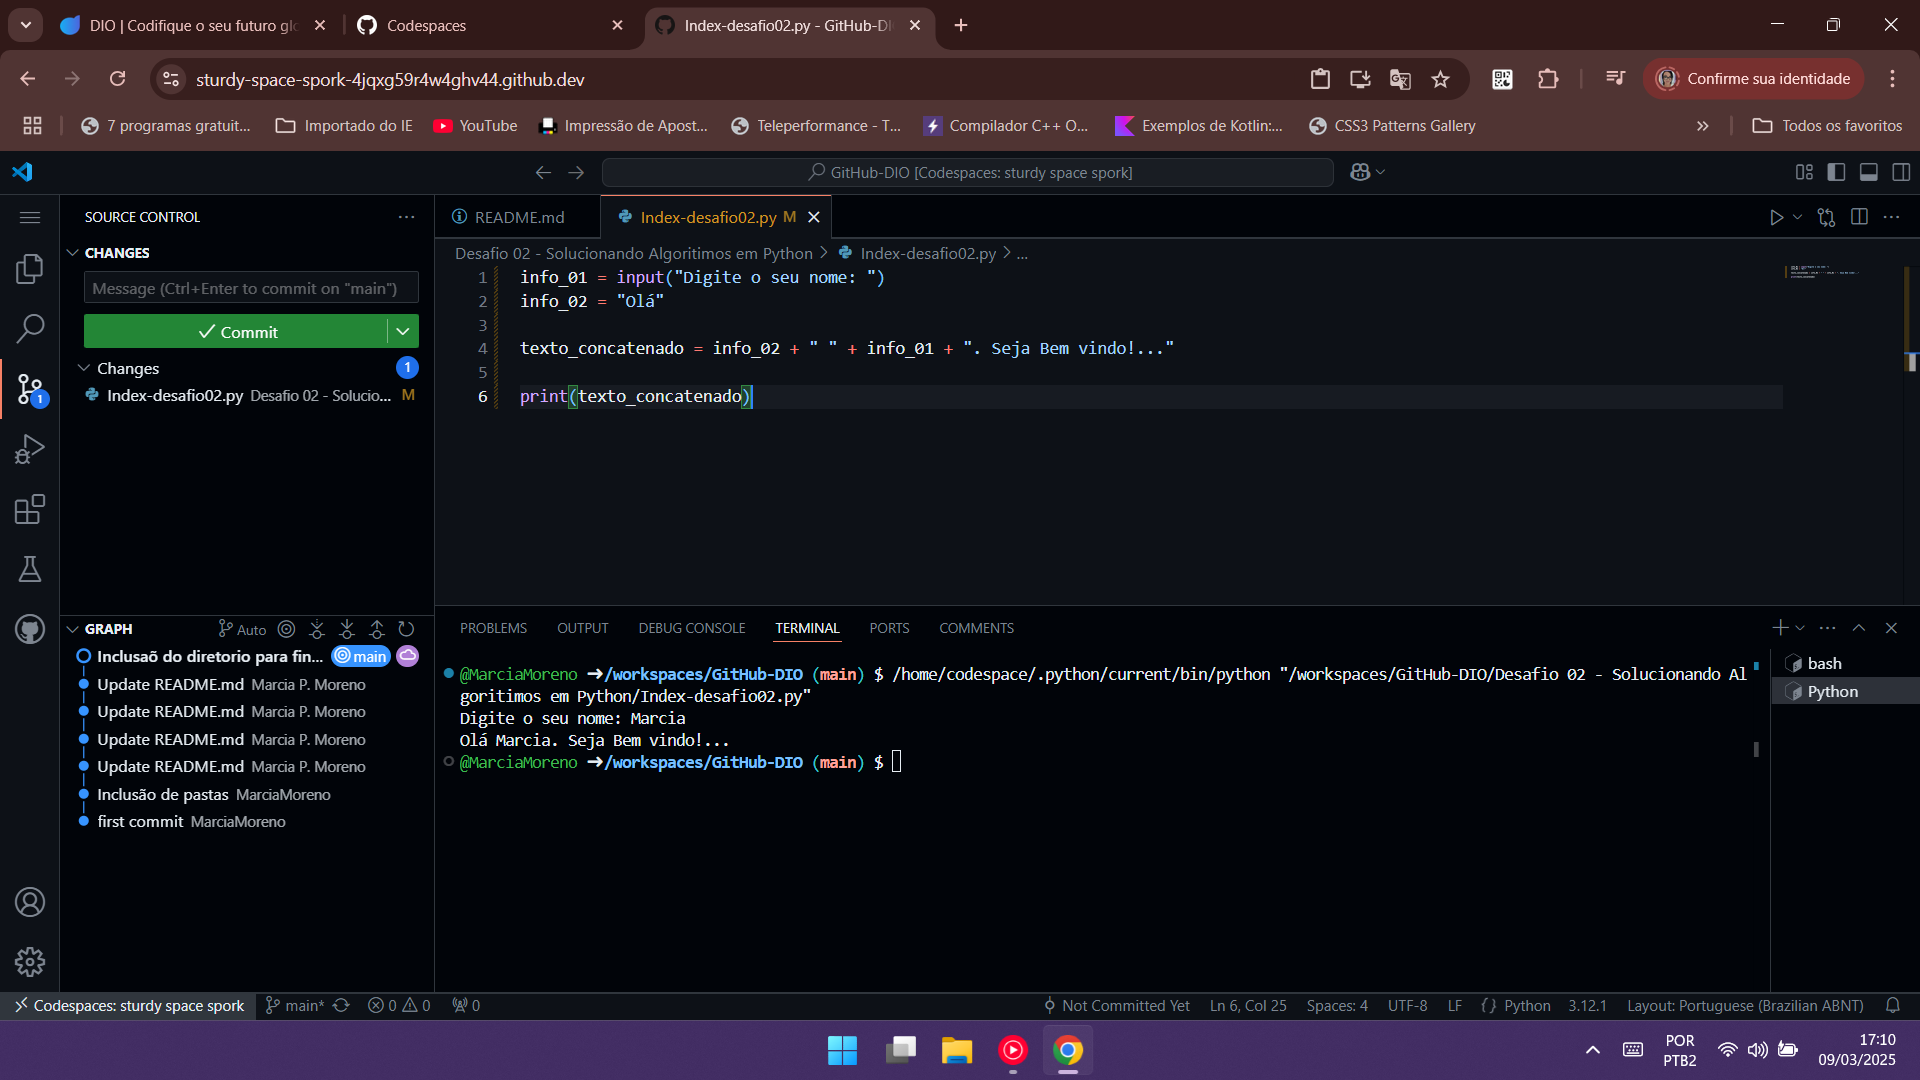 DIO | Codifique o seu futuro glo
Codespaces
Index-desafio02.py - GitHub-DI
sturdy-space-spork-4jqxg59r4w4ghv44.github.dev
Confirme sua identidade
7 programas gratuit...
Importado do IE
YouTube
Impressão de Apost...
Teleperformance - T...
Compilador C++ O...
Exemplos de Kotlin:...
CSS3 Patterns Gallery
Todos os favoritos
GitHub-DIO [Codespaces: sturdy space spork]
SOURCE CONTROL
README.md
Index-desafio02.py M
CHANGES
Message (Ctrl+Enter to commit on "main")
Commit
Changes
1
Index-desafio02.py Desafio 02 - Solucio... M
1
Desafio 02 - Solucionando Algoritimos em Python > Index-desafio02.py > ...
1 info_01 = input("Digite o seu nome: ")
2 info_02 = "Olá"
3
4 texto_concatenado = info_02 + " " + info_01 + ". Seja Bem vindo!..."
5
6 print(texto_concatenado)
GRAPH
Auto
Inclusaõ do diretorio para fin... main
Update README.md Marcia P. Moreno
Update README.md Marcia P. Moreno
Update README.md Marcia P. Moreno
Update README.md Marcia P. Moreno
Inclusão de pastas MarciaMoreno
first commit MarciaMoreno
PROBLEMS OUTPUT DEBUG CONSOLE TERMINAL PORTS COMMENTS
@MarciaMoreno ➜/workspaces/GitHub-DIO (main) $ /home/codespace/.python/current/bin/python "/workspaces/GitHub-DIO/Desafio 02 - Solucionando Al
goritimos em Python/Index-desafio02.py"
Digite o seu nome: Marcia
Olá Marcia. Seja Bem vindo!...
@MarciaMoreno ➜/workspaces/GitHub-DIO (main) $
bash
Python
Codespaces: sturdy space spork
main*
0 0
0
Not Committed Yet
Ln 6, Col 25
Spaces: 4
UTF-8
LF
{} Python
3.12.1
Layout: Portuguese (Brazilian ABNT)
POR
PTB2
17:10
09/03/2025